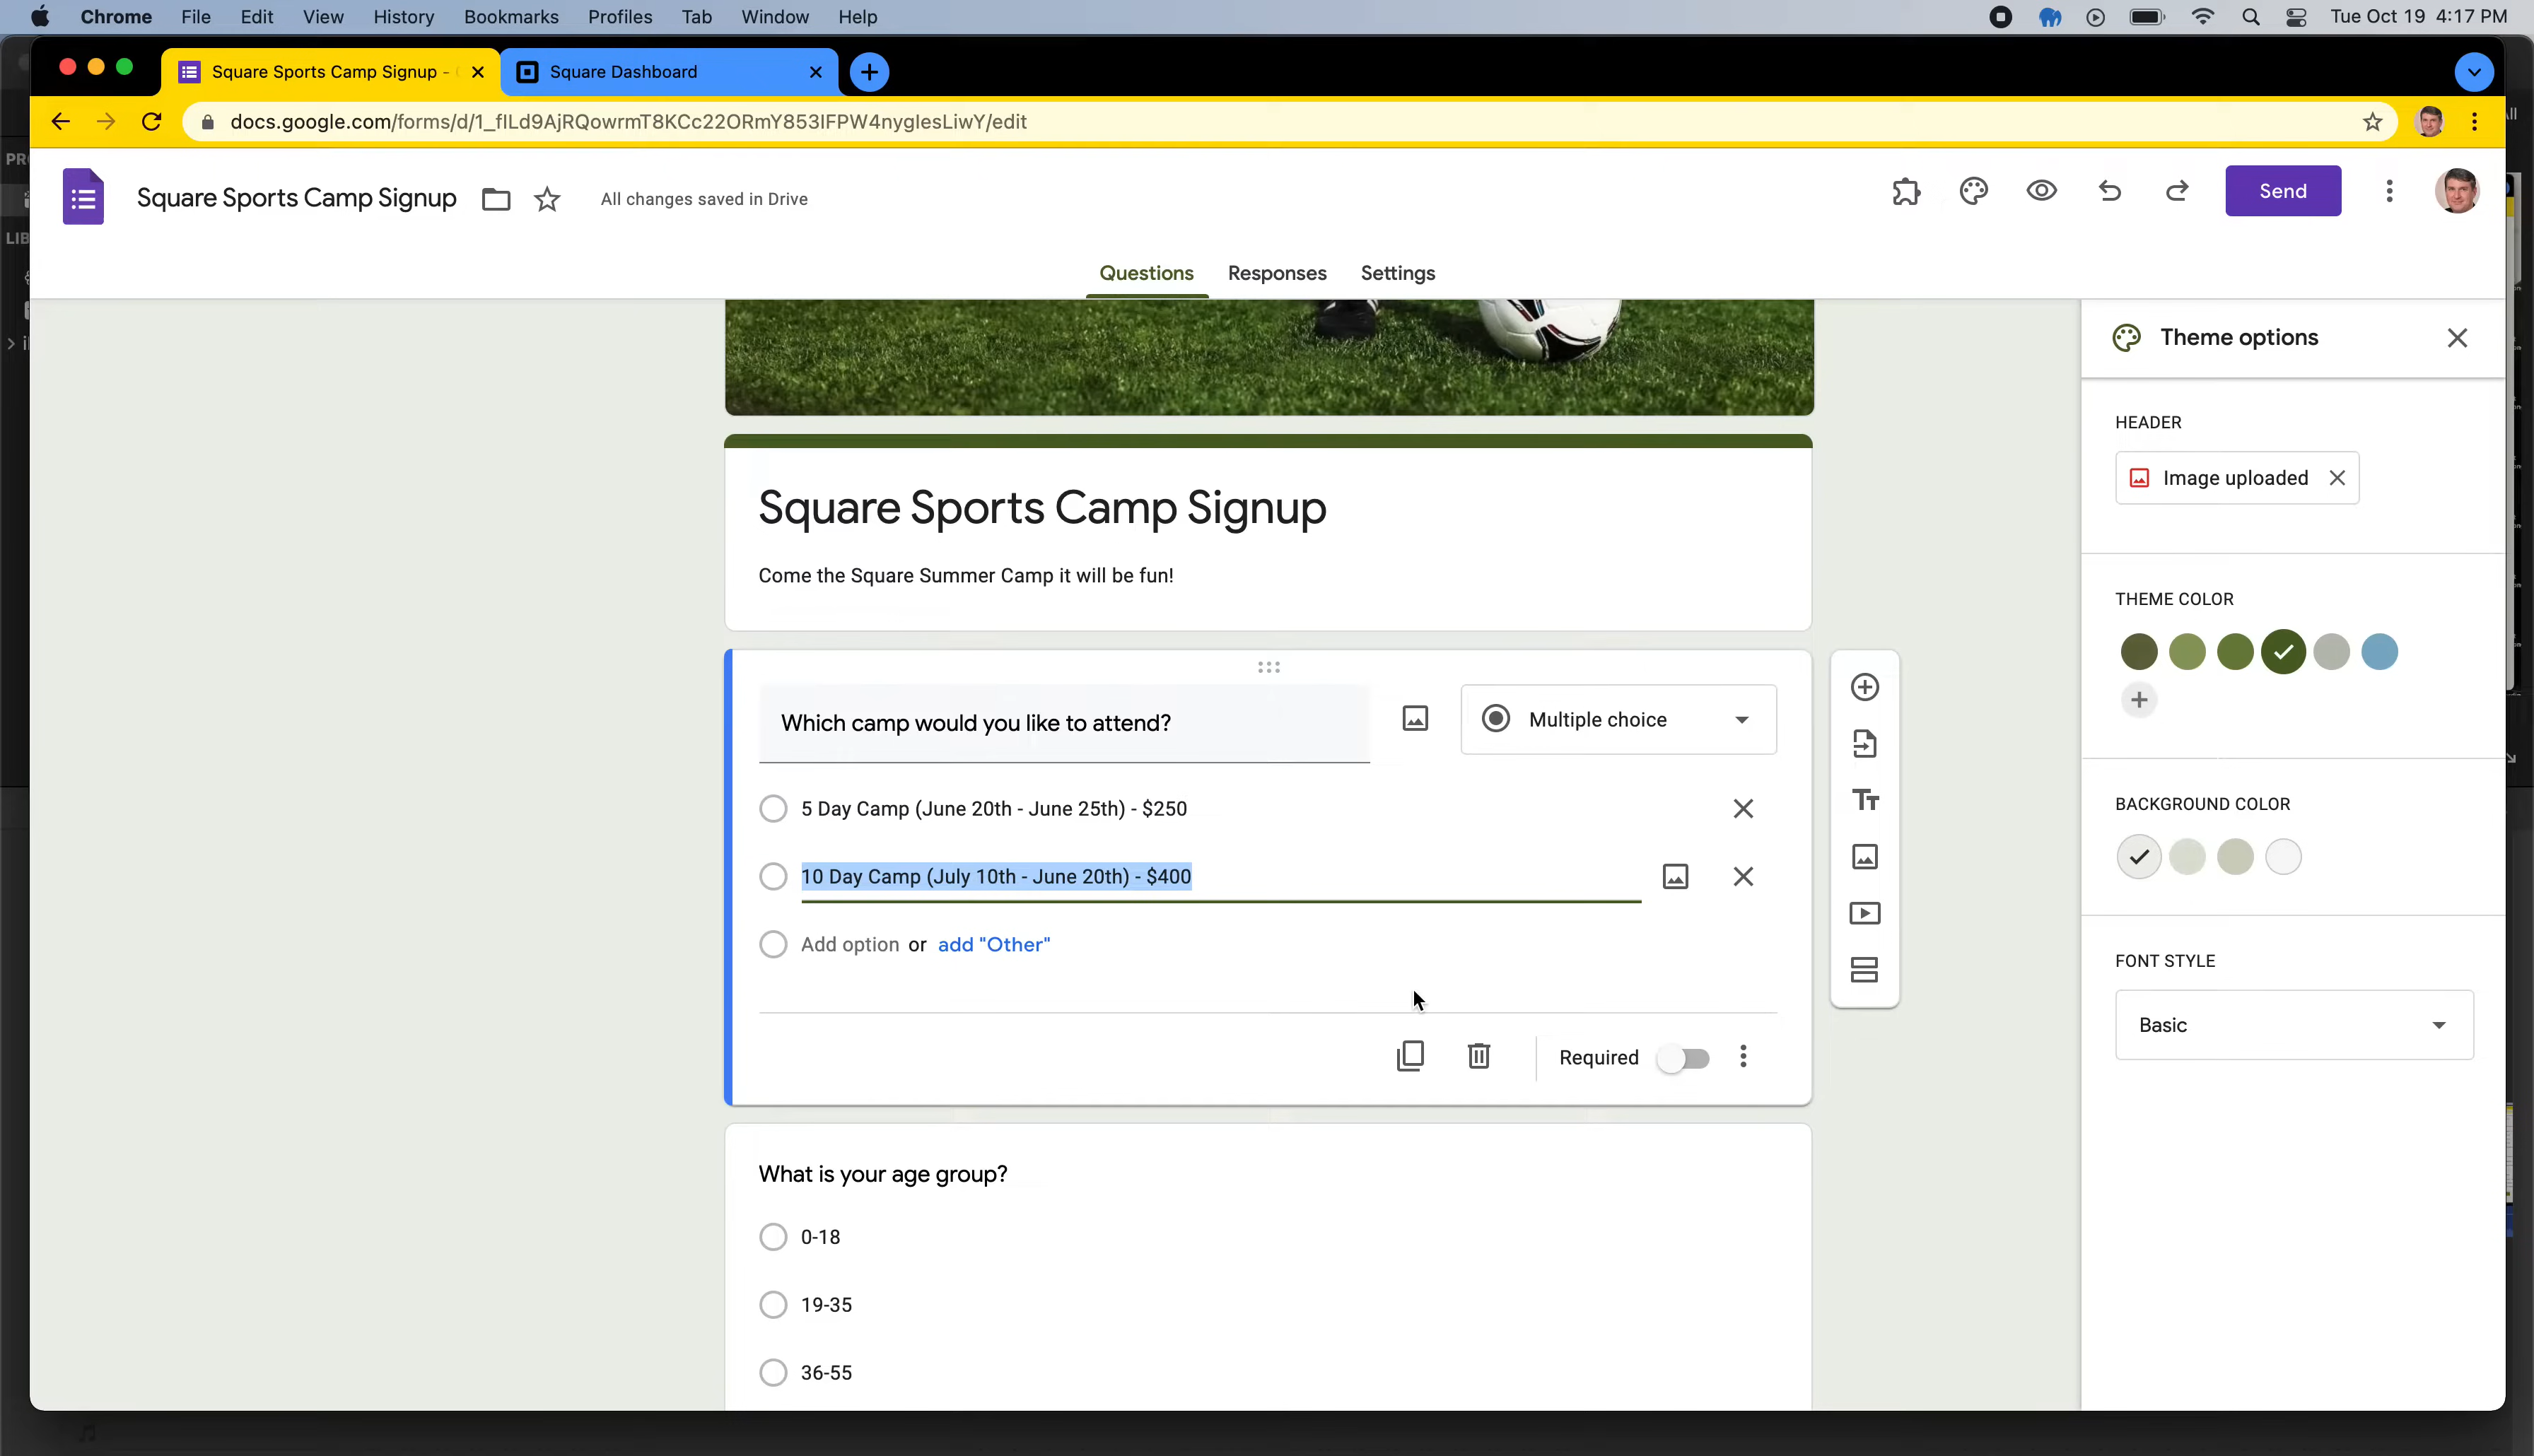 Chrome File Edit View History Bookmarks Profiles Tab Window Help Tue Oct 19 4:17 PM
Square Sports Camp Signup - Square Dashboard
docs.google.com/forms/d/1_fILd9AjRQowrmT8KCc22ORmY853IFPW4nyglesLiwY/edit
Square Sports Camp Signup All changes saved in Drive Send
Questions Responses Settings
Theme options
HEADER
Image uploaded
THEME COLOR
BACKGROUND COLOR
FONT STYLE
Basic
Square Sports Camp Signup
Come the Square Summer Camp it will be fun!
Which camp would you like to attend? Multiple choice
5 Day Camp (June 20th - June 25th) - $250
10 Day Camp (July 10th - June 20th) - $400
Add option or add "Other"
Required
What is your age group?
0-18
19-35
36-55